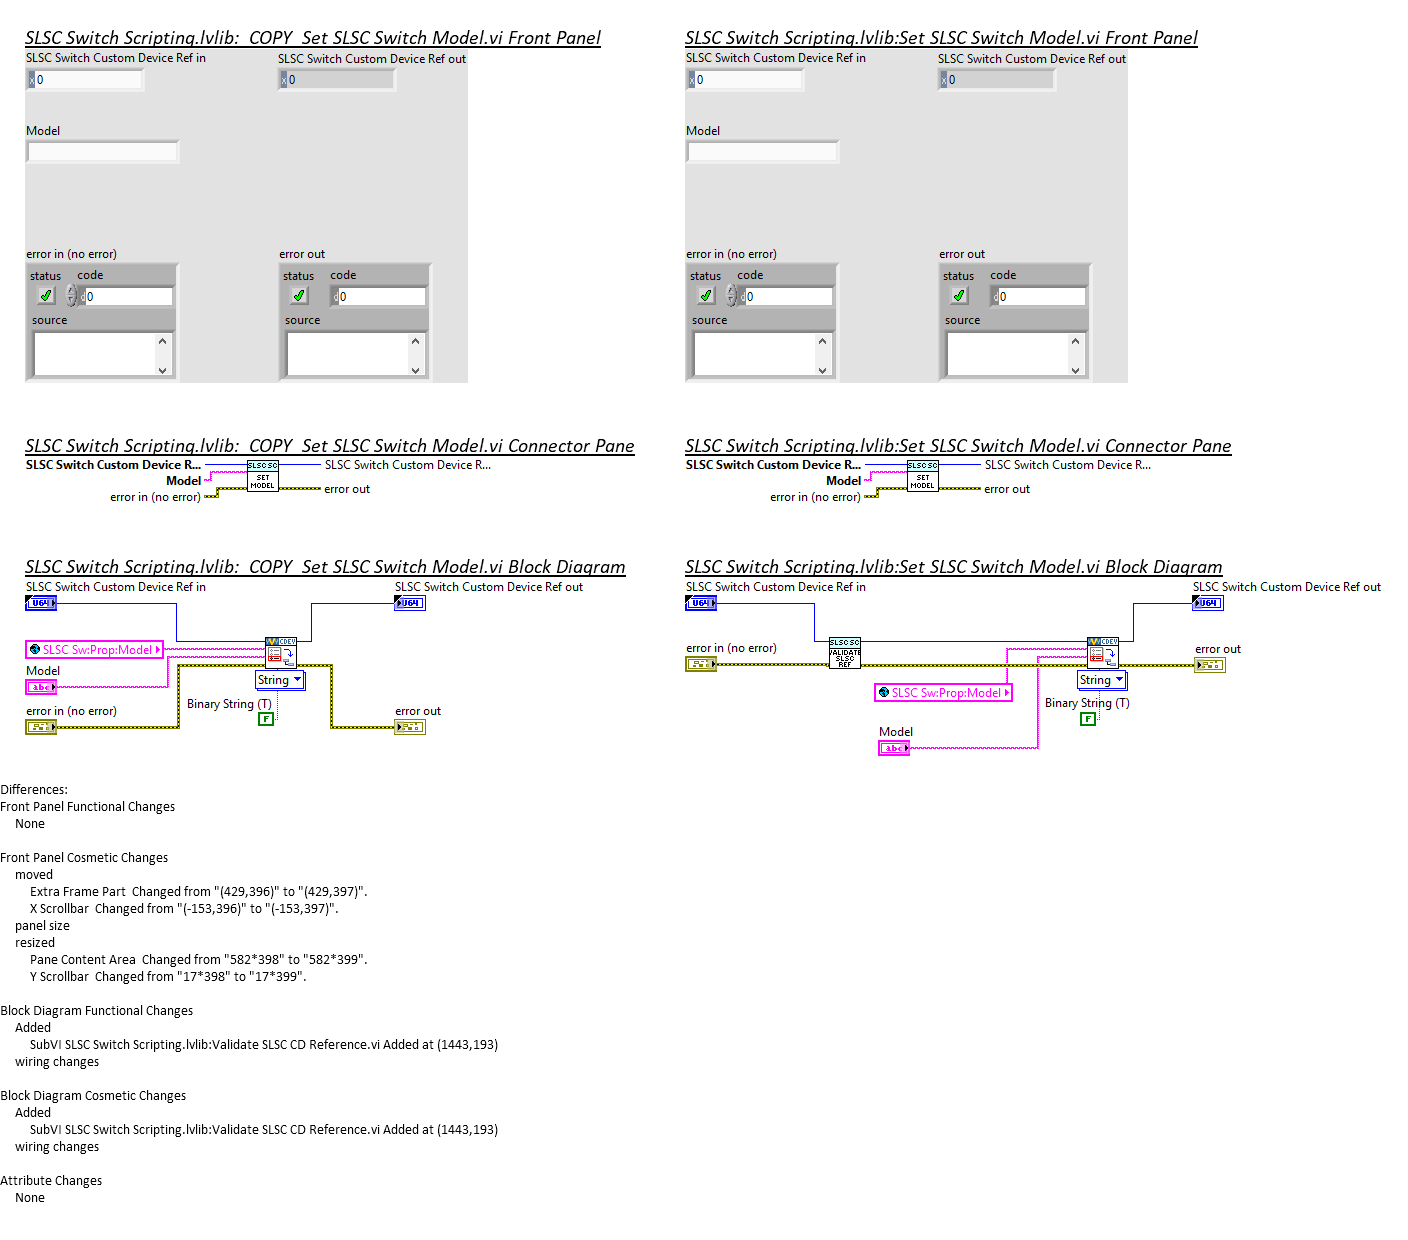 SLSC Switch Scripting.lvlib:  COPY  Set SLSC Switch Model.vi Front Panel
SLSC Switch Custom Device Ref in
SLSC Switch Custom Device Ref out
x 0
x 0
Model
error in (no error)
error out
status
code
status
code
d 0
d 0
source
source
SLSC Switch Scripting.lvlib:Set SLSC Switch Model.vi Front Panel
SLSC Switch Custom Device Ref in
SLSC Switch Custom Device Ref out
x 0
x 0
Model
error in (no error)
error out
status
code
status
code
d 0
d 0
source
source
SLSC Switch Scripting.lvlib:  COPY  Set SLSC Switch Model.vi Connector Pane
SLSC Switch Custom Device R...
SLSC SC
SLSC Switch Custom Device R...
Model
SET
MODEL
error in (no error)
error out
SLSC Switch Scripting.lvlib:Set SLSC Switch Model.vi Connector Pane
SLSC Switch Custom Device R...
SLSC SC
SLSC Switch Custom Device R...
Model
SET
MODEL
error in (no error)
error out
SLSC Switch Scripting.lvlib:  COPY  Set SLSC Switch Model.vi Block Diagram
SLSC Switch Custom Device Ref in
SLSC Switch Custom Device Ref out
U64
U64
CDEV
SLSC Sw:Prop:Model
Model
abc
String
Binary String (T)
F
error in (no error)
error out
SLSC Switch Scripting.lvlib:Set SLSC Switch Model.vi Block Diagram
SLSC Switch Custom Device Ref in
SLSC Switch Custom Device Ref out
U64
U64
SLSC SC
VALIDATE
SLSC
REF
CDEV
error in (no error)
error out
SLSC Sw:Prop:Model
String
Binary String (T)
F
Model
abc
Differences:
Front Panel Functional Changes
None
Front Panel Cosmetic Changes
moved
Extra Frame Part  Changed from "(429,396)" to "(429,397)".
X Scrollbar  Changed from "(-153,396)" to "(-153,397)".
panel size
resized
Pane Content Area  Changed from "582*398" to "582*399".
Y Scrollbar  Changed from "17*398" to "17*399".
Block Diagram Functional Changes
Added
SubVI SLSC Switch Scripting.lvlib:Validate SLSC CD Reference.vi Added at (1443,193)
wiring changes
Block Diagram Cosmetic Changes
Added
SubVI SLSC Switch Scripting.lvlib:Validate SLSC CD Reference.vi Added at (1443,193)
wiring changes
Attribute Changes
None